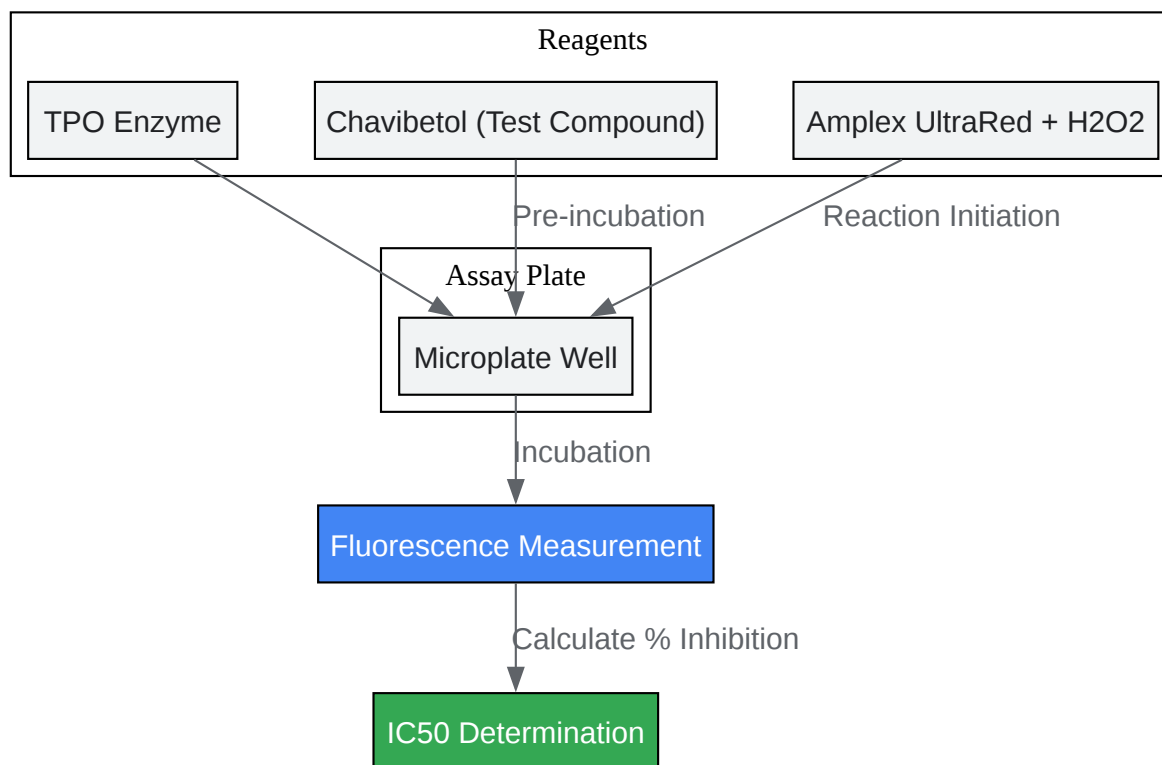 Reagents
TPO Enzyme
Chavibetol (Test Compound)
Amplex UltraRed + H2O2
Pre-incubation
Reaction Initiation
Assay Plate
Microplate Well
Incubation
Fluorescence Measurement
Calculate % Inhibition
IC50 Determination